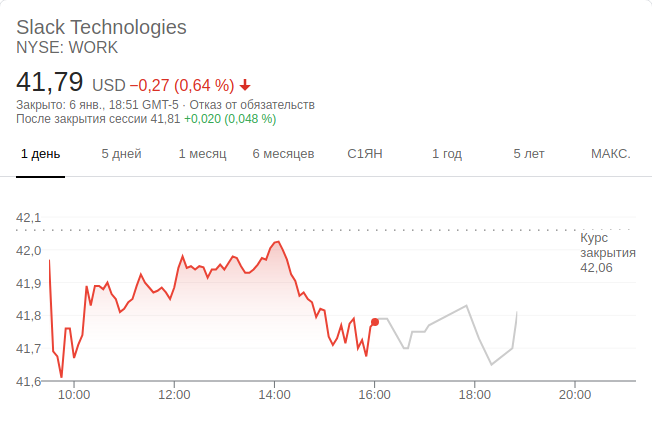 Slack Technologies
NYSE: WORK
41,79 USD −0,27 (0,64 %)
Закрыто: 6 янв., 18:51 GMT-5 · Отказ от обязательств
После закрытия сессии 41,81 +0,020 (0,048 %)
1 день 5 дней 1 месяц 6 месяцев С1ЯН 1 год 5 лет МАКС.
42,1
Курс
закрытия
42,06
42,0
41,9
41,8
41,7
41,6
10:00 12:00 14:00 16:00 18:00 20:00